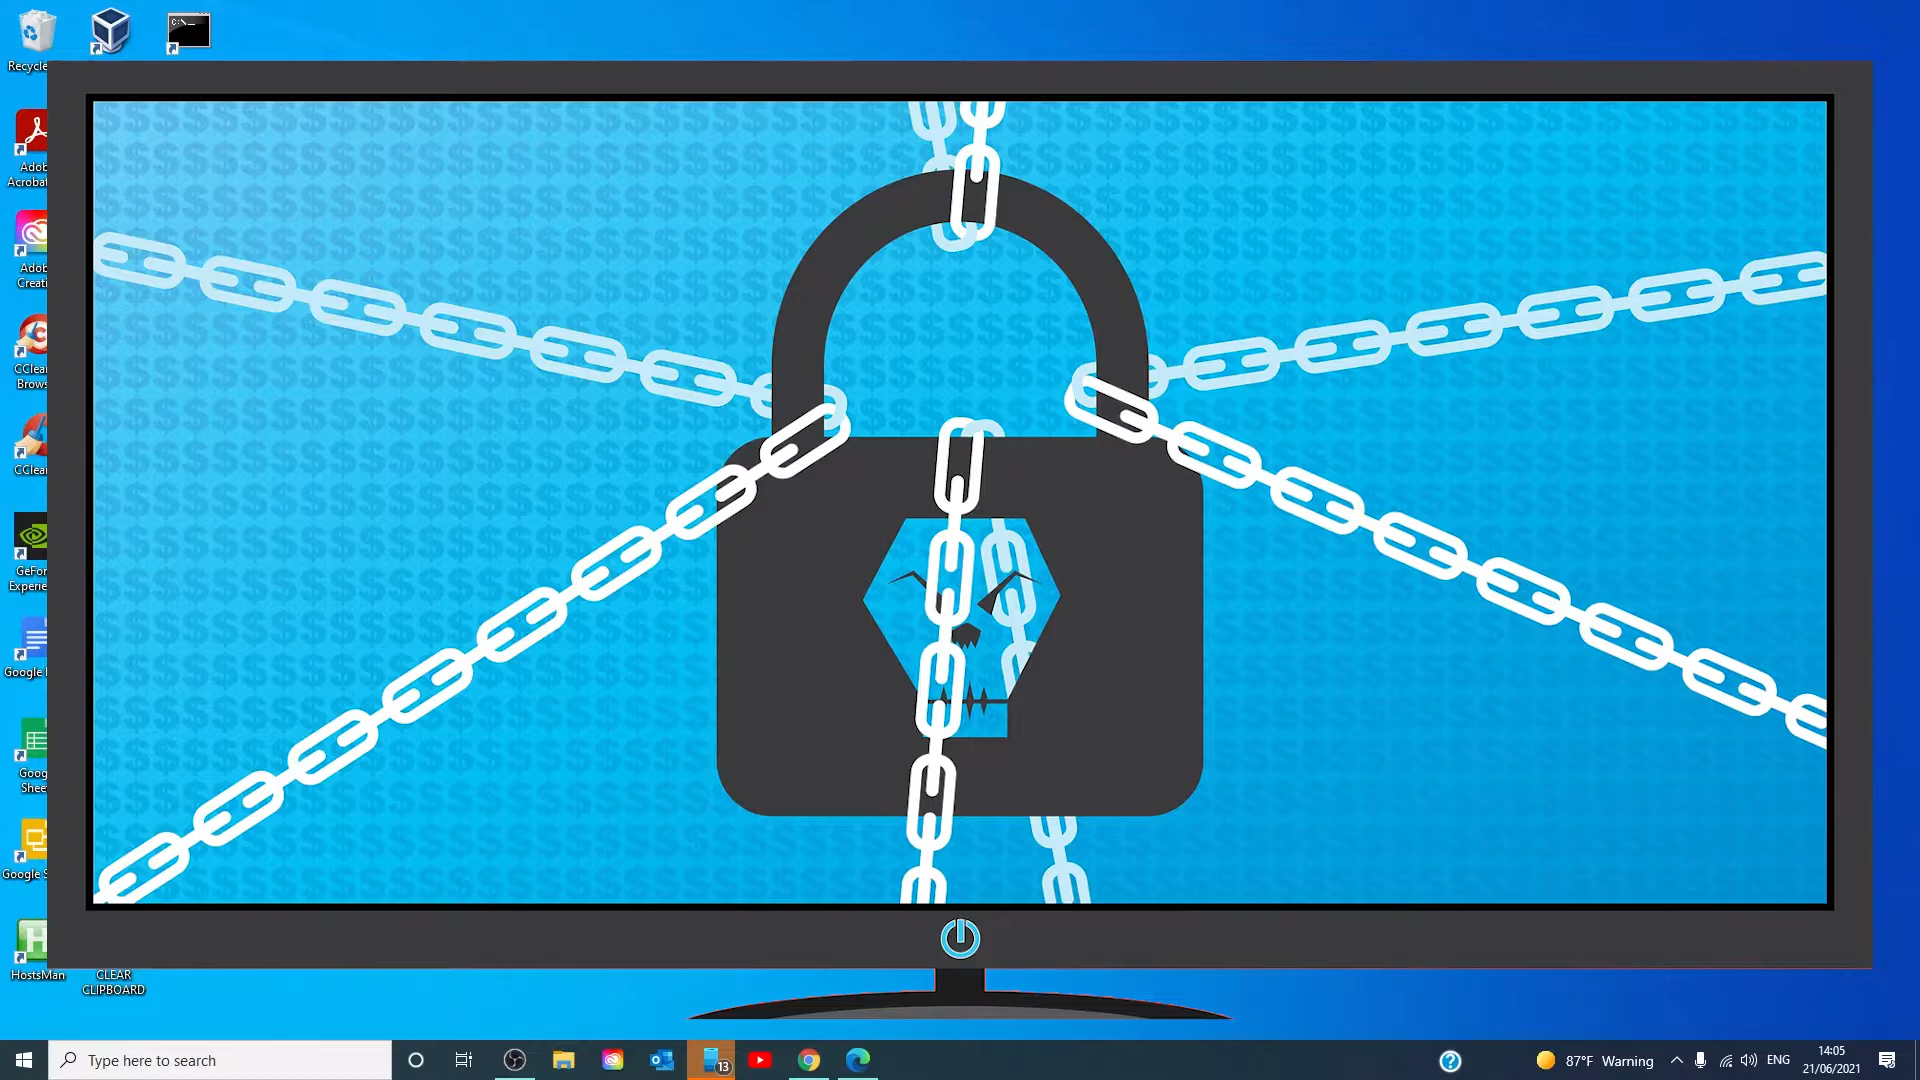 C:\._
Recycle
Adob
Acrobat
Adob
Creati
CClear
Brows
CClear
GeFor
Experie
Google
Goog
Shee
Google S
HostsMan
CLEAR
CLIPBOARD
Type here to search
13
87°F Warning
ENG
14:05
21/06/2021